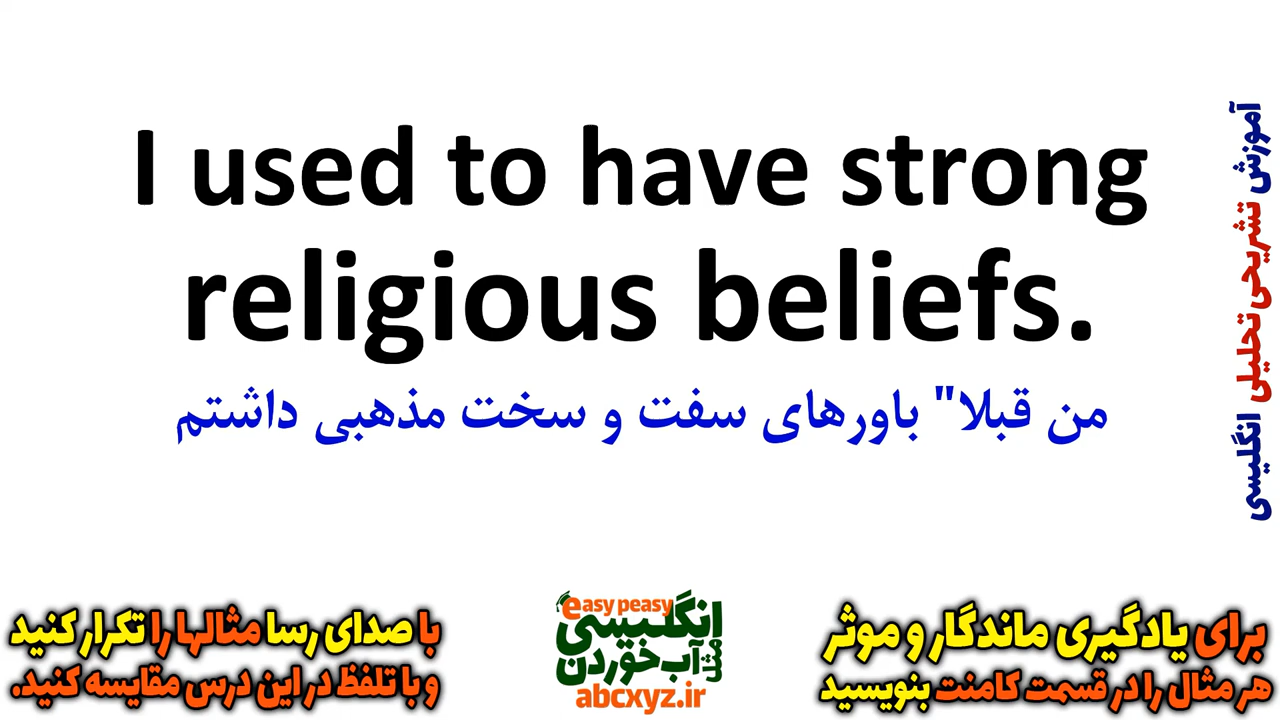 I used to have strong
religious beliefs.
من قبلا" باورهای سفت و سخت مذهبی داشتم
آموزش تشریحی تحلیلی انگلیسی
برای یادگیری ماندگار و موثر
هر مثال را در قسمت کامنت بنویسید
easy peasy
انگلیسی
مثل آب خوردن
abcxyz.ir
با صدای رسا مثالها را تکرار کنید
و با تلفظ در این درس مقایسه کنید.